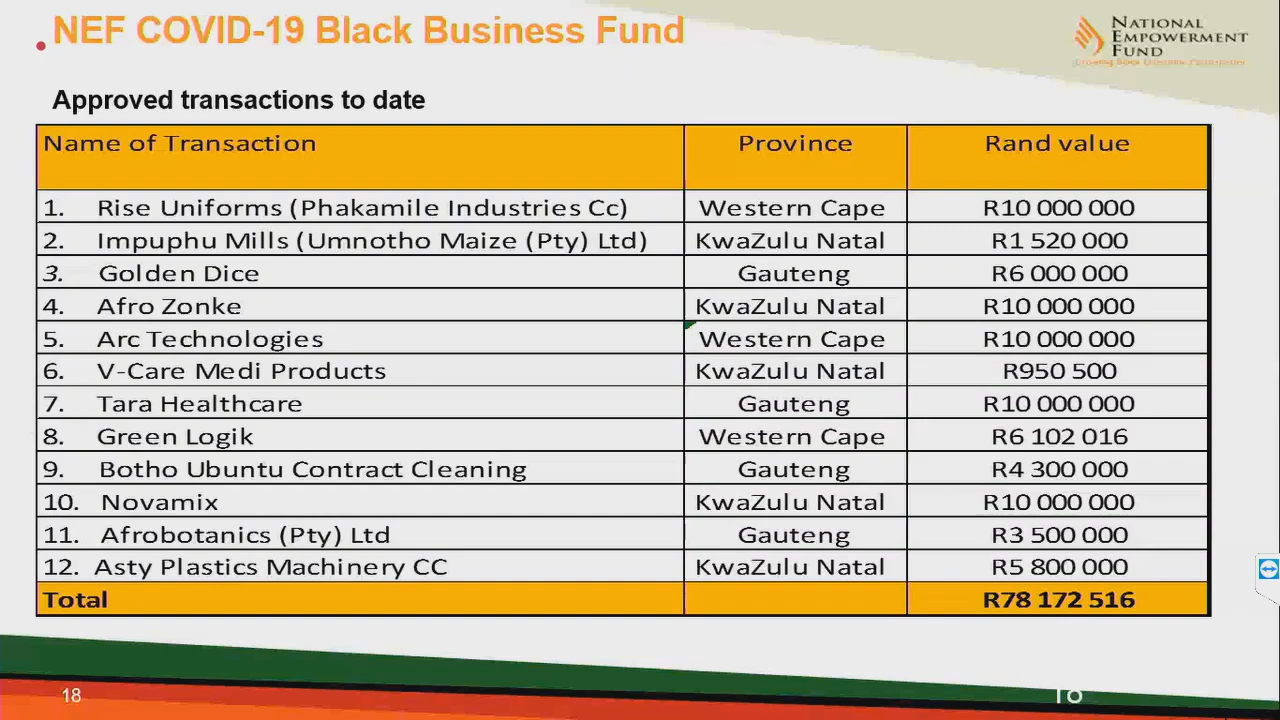 NEF COVID-19 Black Business Fund
NATIONAL
EMPOWERMENT
FUND
Growing Black Economic Participation
Approved transactions to date
Name of Transaction Province Rand value
1. Rise Uniforms (Phakamile Industries Cc) Western Cape R10 000 000
2. Impuphu Mills (Umnotho Maize (Pty) Ltd) KwaZulu Natal R1 520 000
3. Golden Dice Gauteng R6 000 000
4. Afro Zonke KwaZulu Natal R10 000 000
5. Arc Technologies Western Cape R10 000 000
6. V-Care Medi Products KwaZulu Natal R950 500
7. Tara Healthcare Gauteng R10 000 000
8. Green Logik Western Cape R6 102 016
9. Botho Ubuntu Contract Cleaning Gauteng R4 300 000
10. Novamix KwaZulu Natal R10 000 000
11. Afrobotanics (Pty) Ltd Gauteng R3 500 000
12. Asty Plastics Machinery CC KwaZulu Natal R5 800 000
Total R78 172 516
18
18